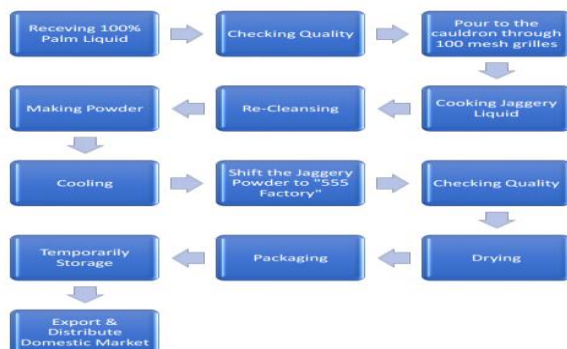 Receving 100%
Palm Liquid
Checking Quality
Pour to the
cauldron through
100 mesh grilles
Cooking Jaggery
Liquid
Re-Cleansing
Making Powder
Cooling
Shift the Jaggery
Powder to "555
Factory"
Checking Quality
Drying
Packaging
Temporarily
Storage
Export &
Distribute
Domestic Market